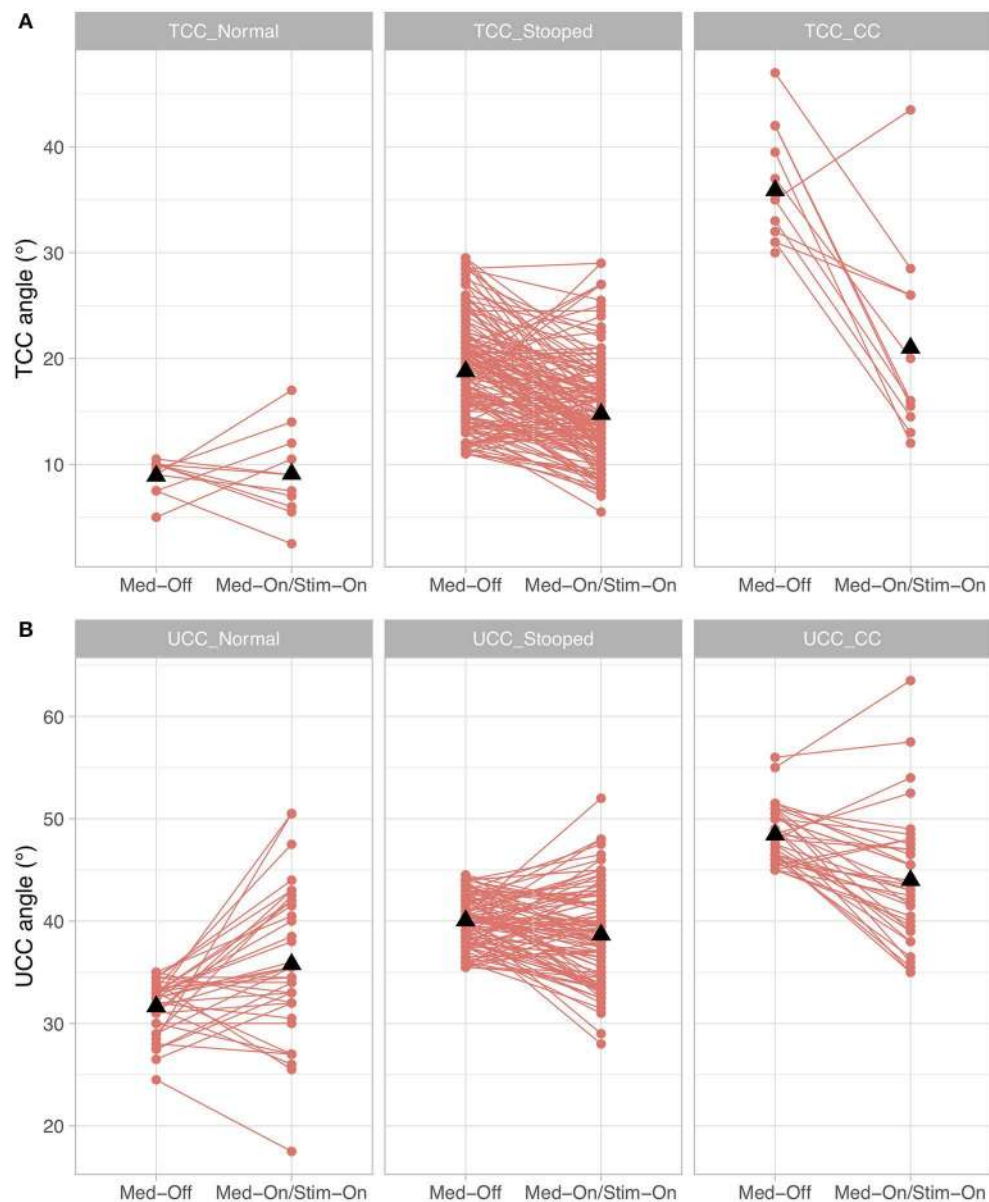 A
TCC_Normal TCC_Stooped TCC_CC
TCC angle (°)
40
30
20
10
Med−Off Med−On/Stim−On Med−Off Med−On/Stim−On Med−Off Med−On/Stim−On
B
UCC_Normal UCC_Stooped UCC_CC
UCC angle (°)
60
50
40
30
20
Med−Off Med−On/Stim−On Med−Off Med−On/Stim−On Med−Off Med−On/Stim−On